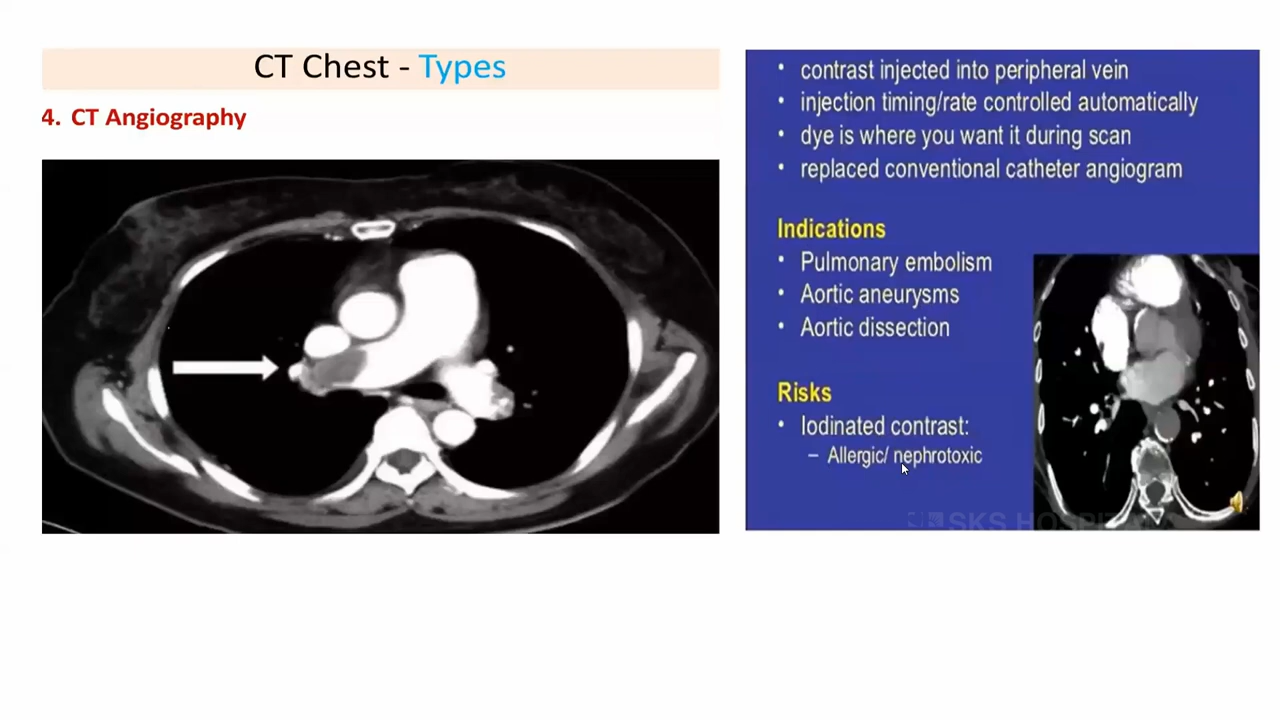 CT Chest - Types
4. CT Angiography
• contrast injected into peripheral vein
• injection timing/rate controlled automatically
• dye is where you want it during scan
• replaced conventional catheter angiogram
Indications
• Pulmonary embolism
• Aortic aneurysms
• Aortic dissection
Risks
• Iodinated contrast:
– Allergic/ nephrotoxic
SKS